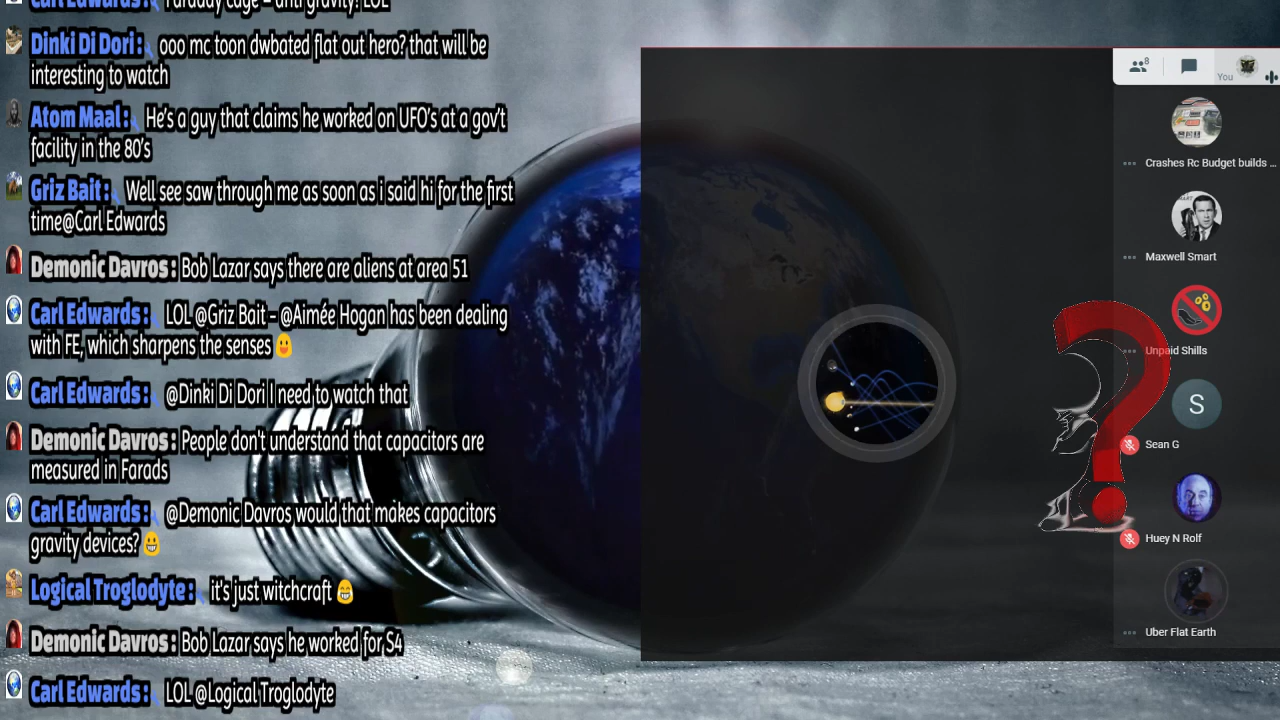 Carl Edwards: Faraday cage - anti gravity! LOL
Dinki Di Dori: ooo mc toon dwbated flat out hero? that will be
interesting to watch
Atom Maal: He's a guy that claims he worked on UFO's at a gov't
facility in the 80's
Griz Bait: Well see saw through me as soon as i said hi for the first
time@Carl Edwards
Demonic Davros: Bob Lazar says there are aliens at area 51
Carl Edwards: LOL @Griz Bait - @Aimée Hogan has been dealing
with FE, which sharpens the senses 😃
Carl Edwards: @Dinki Di Dori I need to watch that
Demonic Davros: People don't understand that capacitors are
measured in Farads
Carl Edwards: @Demonic Davros would that makes capacitors
gravity devices? 😀
Logical Troglodyte: it's just witchcraft 😁
Demonic Davros: Bob Lazar says he worked for S4
Carl Edwards: LOL @Logical Troglodyte
8
You
Crashes Rc Budget builds ...
Maxwell Smart
Unpaid Shills
S
Sean G
Huey N Rolf
Uber Flat Earth
?